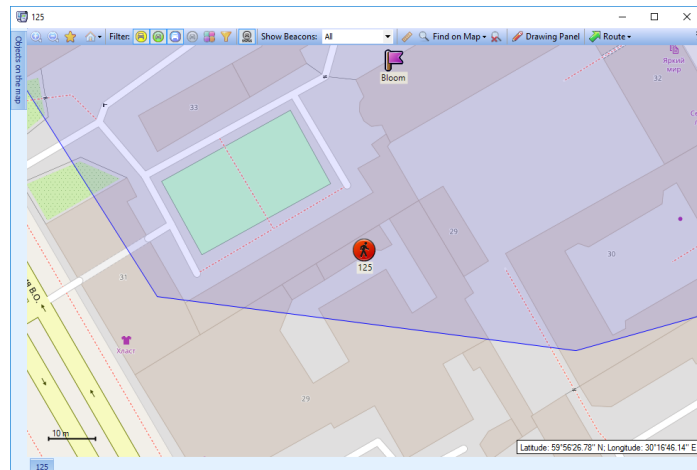 125
Filter:
Show Beacons: All
Find on Map
Drawing Panel
Route
Objects on the map
Bloom
Яркий
мир
32
33
29
125
30
31
В.О.
Хласт
29
10 m
Latitude: 59°56'26.78" N; Longitude: 30°16'46.14" E
125